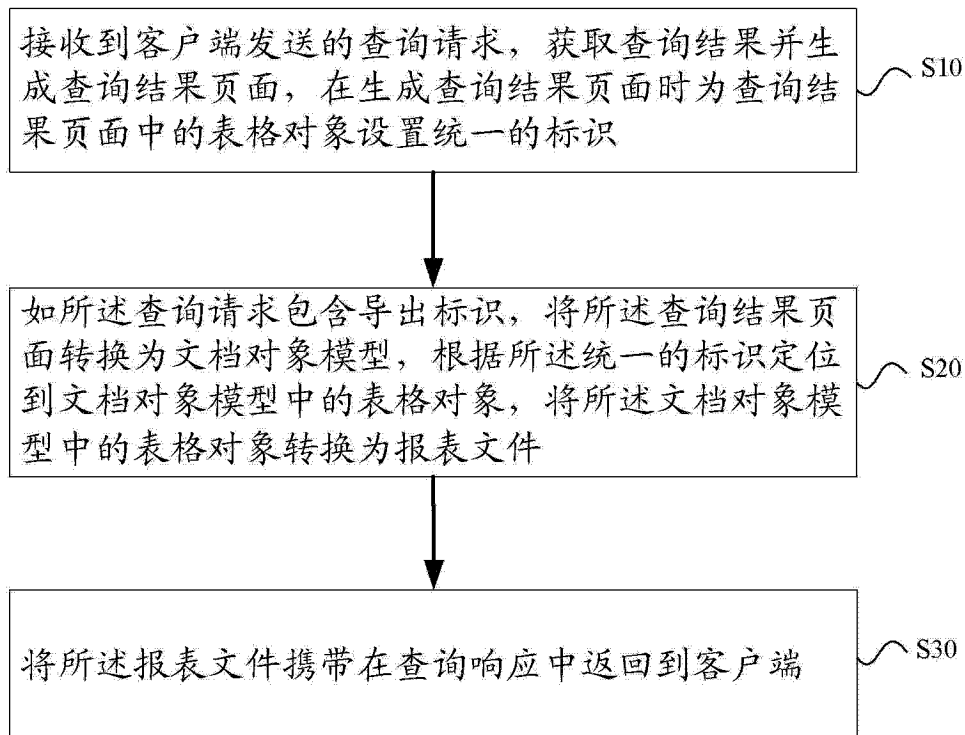 接收到客户端发送的查询请求，获取查询结果并生
成查询结果页面，在生成查询结果页面时为查询结
果页面中的表格对象设置统一的标识
S10
如所述查询请求包含导出标识，将所述查询结果页
面转换为文档对象模型，根据所述统一的标识定位
到文档对象模型中的表格对象，将所述文档对象模
型中的表格对象转换为报表文件
S20
将所述报表文件携带在查询响应中返回到客户端
S30